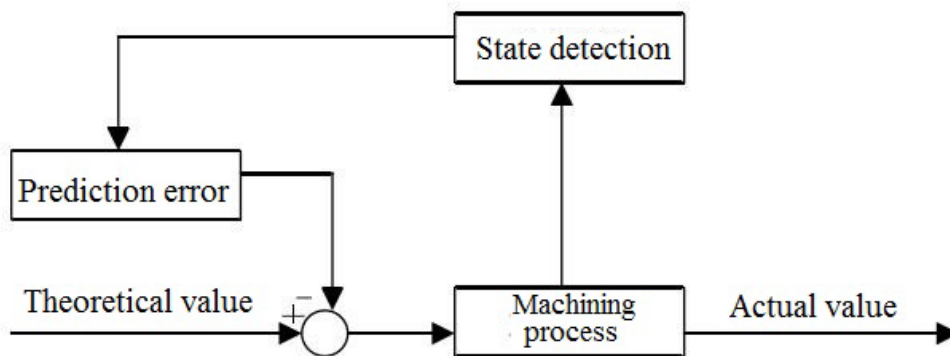 State detection
Prediction error
Theoretical value
+
−
Machining
process
Actual value